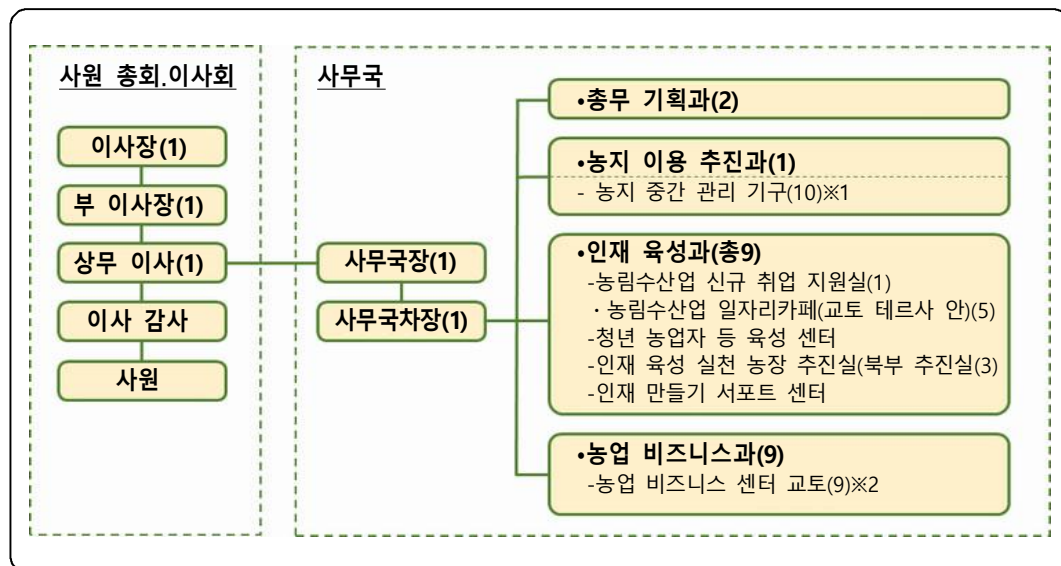 사원 총회.이사회
이사장(1)
부 이사장(1)
상무 이사(1)
이사 감사
사원
사무국
사무국장(1)
사무국차장(1)
•총무 기획과(2)
•농지 이용 추진과(1)
- 농지 중간 관리 기구(10)※1
•인재 육성과(총9)
-농림수산업 신규 취업 지원실(1)
・농림수산업 일자리카페(교토 테르사 안)(5)
-청년 농업자 등 육성 센터
-인재 육성 실천 농장 추진실(북부 추진실(3)
-인재 만들기 서포트 센터
•농업 비즈니스과(9)
-농업 비즈니스 센터 교토(9)※2